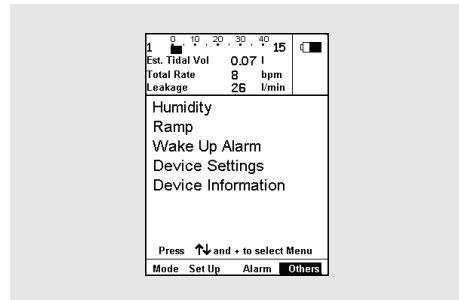 0 10 20 30 40
1 15
Est. Tidal Vol 0.07 l
Total Rate 8 bpm
Leakage 26 l/min
Humidity
Ramp
Wake Up Alarm
Device Settings
Device Information
Press ↑↓ and + to select Menu
Mode Set Up Alarm Others